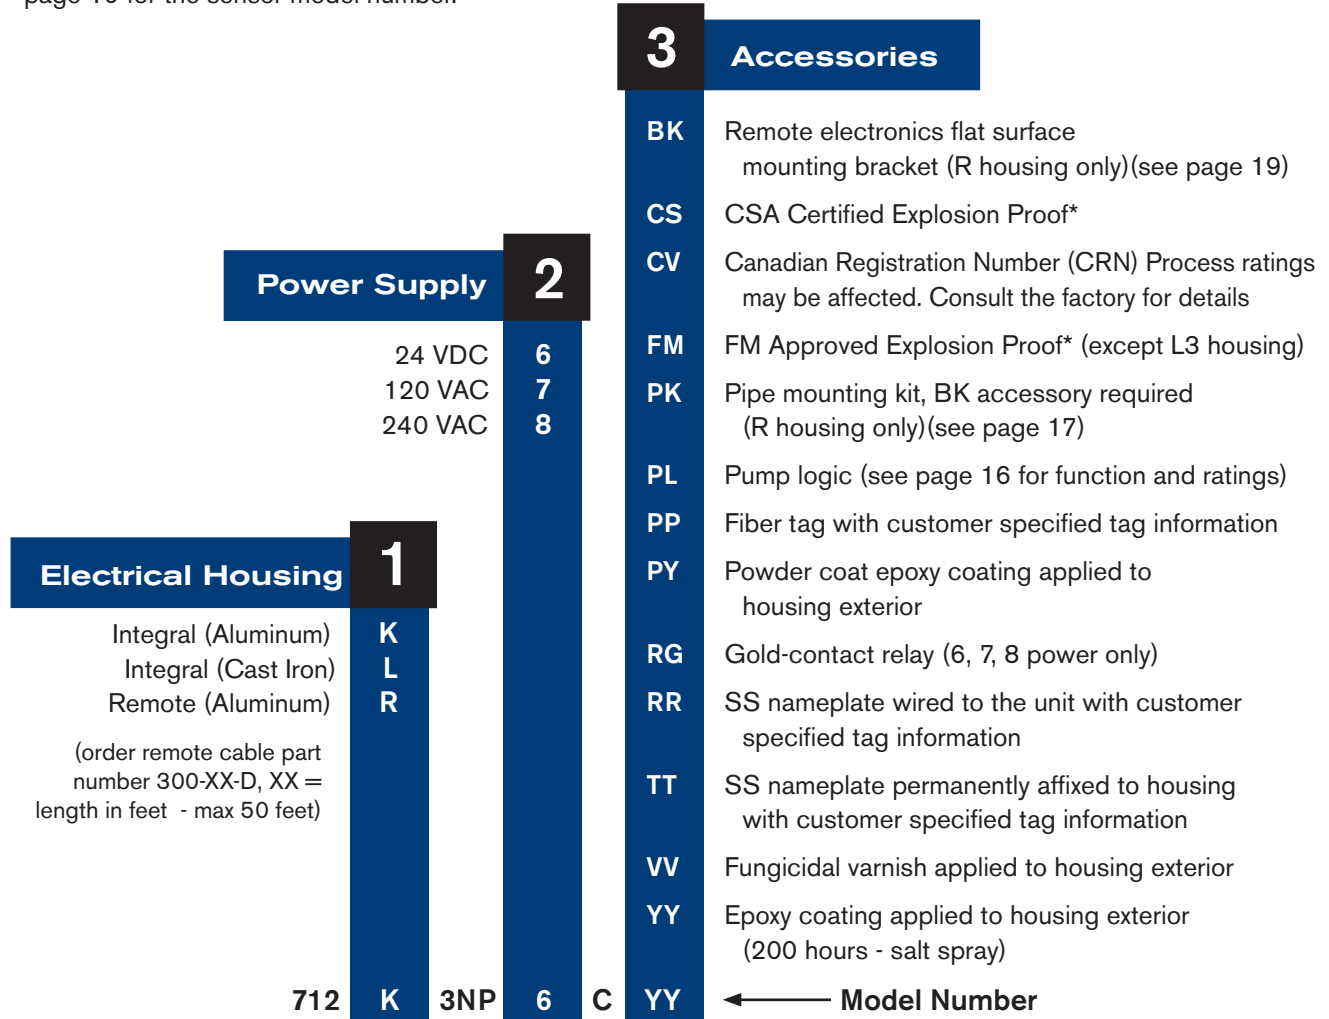 page 16 for the sensor model number.
3 Accessories
BK Remote electronics flat surface
mounting bracket (R housing only)(see page 19)
CS CSA Certified Explosion Proof*
CV Canadian Registration Number (CRN) Process ratings
may be affected. Consult the factory for details
FM FM Approved Explosion Proof* (except L3 housing)
PK Pipe mounting kit, BK accessory required
(R housing only)(see page 17)
PL Pump logic (see page 16 for function and ratings)
PP Fiber tag with customer specified tag information
PY Powder coat epoxy coating applied to
housing exterior
RG Gold-contact relay (6, 7, 8 power only)
RR SS nameplate wired to the unit with customer
specified tag information
TT SS nameplate permanently affixed to housing
with customer specified tag information
VV Fungicidal varnish applied to housing exterior
YY Epoxy coating applied to housing exterior
(200 hours - salt spray)
Power Supply 2
24 VDC 6
120 VAC 7
240 VAC 8
Electrical Housing 1
Integral (Aluminum) K
Integral (Cast Iron) L
Remote (Aluminum) R
(order remote cable part
number 300-XX-D, XX =
length in feet - max 50 feet)
712 K 3NP 6 C YY Model Number